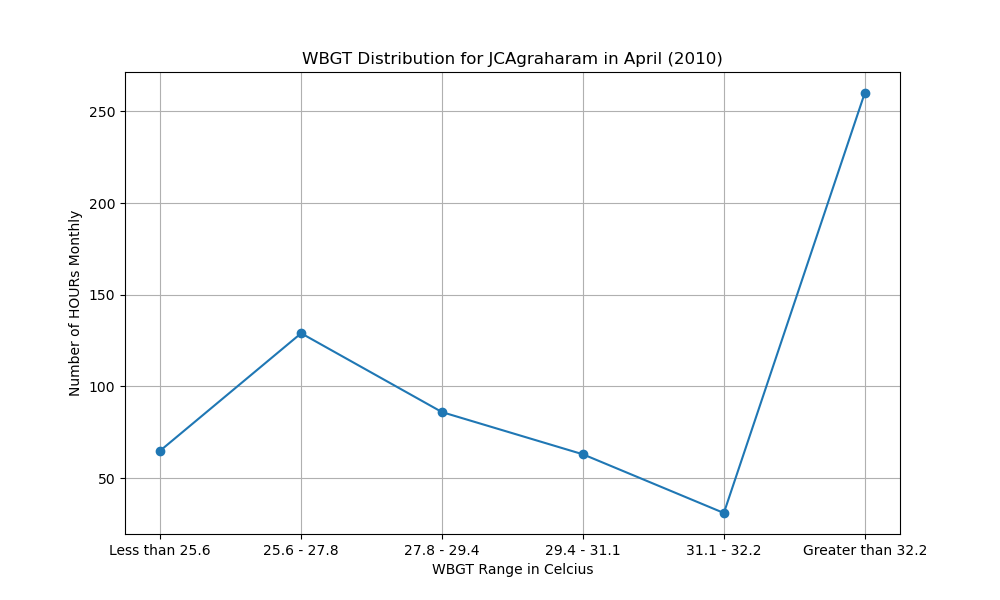 WBGT Distribution for JCAgraharam in April (2010)
Number of HOURs Monthly
250
200
150
100
50
Less than 25.6
25.6 - 27.8
27.8 - 29.4
29.4 - 31.1
31.1 - 32.2
Greater than 32.2
WBGT Range in Celcius